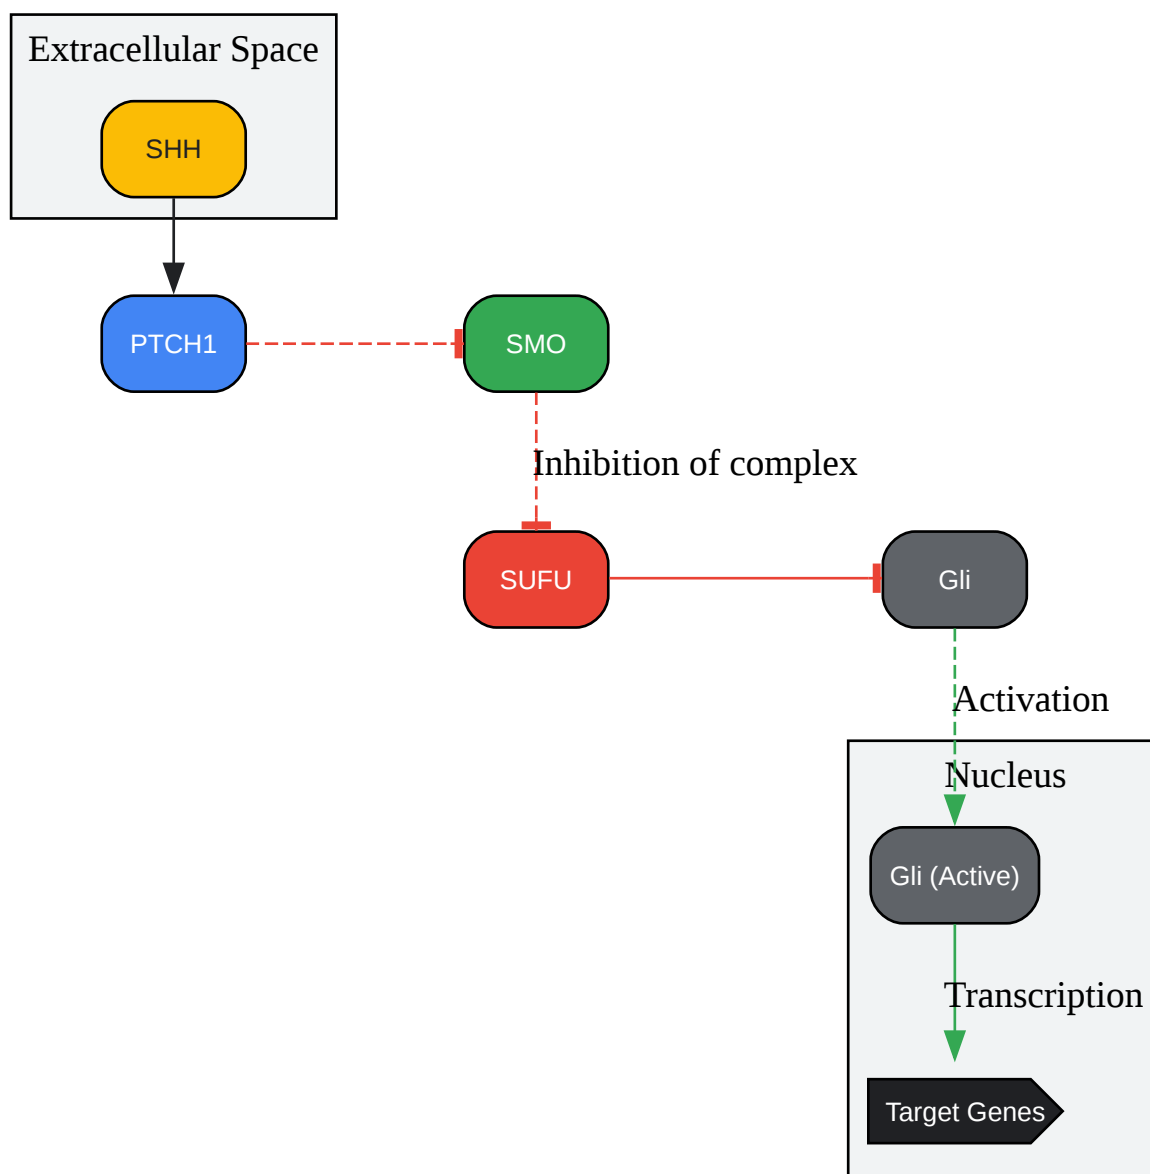 Extracellular Space
SHH
PTCH1
SMO
Inhibition of complex
SUFU
Gli
Activation
Nucleus
Gli (Active)
Transcription
Target Genes